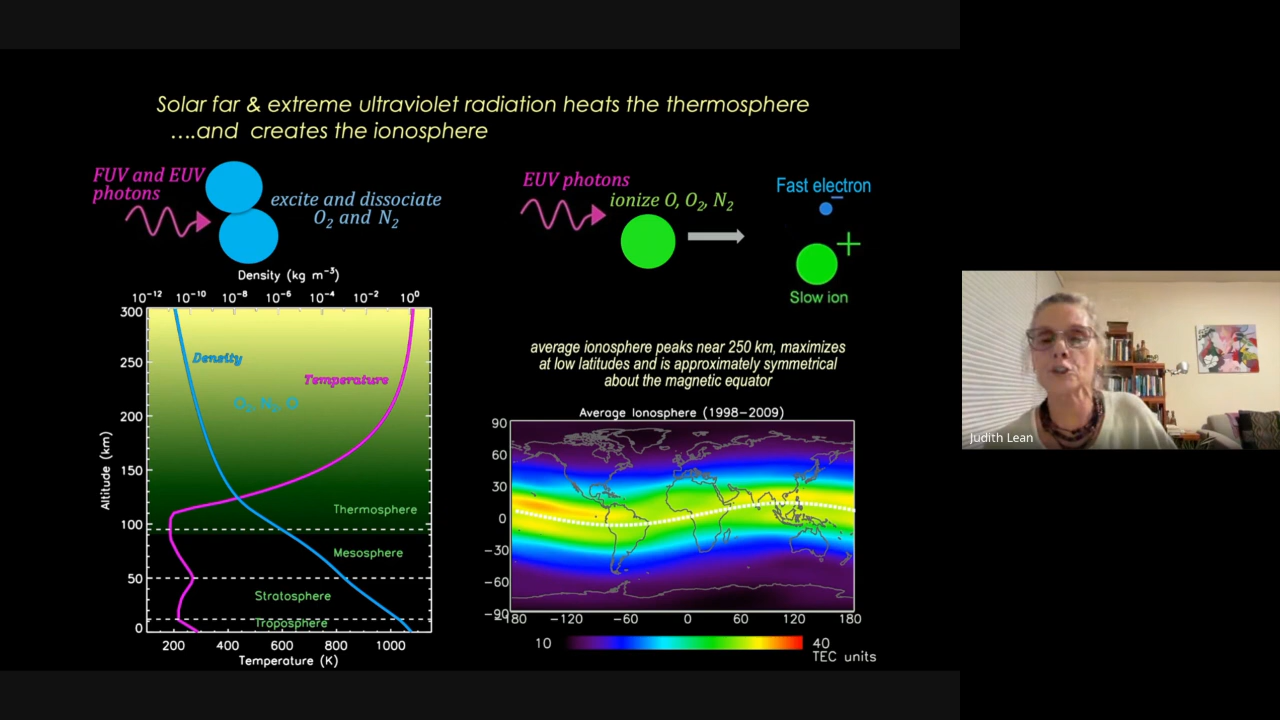 Solar far & extreme ultraviolet radiation heats the thermosphere
....and creates the ionosphere
FUV and EUV
photons
excite and dissociate
O₂ and N₂
EUV photons
ionize O, O₂, N₂
Fast electron
−
+
Slow ion
Density (kg m⁻³)
10⁻¹² 10⁻¹⁰ 10⁻⁸ 10⁻⁶ 10⁻⁴ 10⁻² 10⁰
300
250
200
150
100
50
0
Altitude (km)
Density
Temperature
O₂, N₂, O
Thermosphere
Mesosphere
Stratosphere
Troposphere
200 400 600 800 1000
Temperature (K)
average ionosphere peaks near 250 km, maximizes
at low latitudes and is approximately symmetrical
about the magnetic equator
Average Ionosphere (1998−2009)
90
60
30
0
−30
−60
−90
−180 −120 −60 0 60 120 180
10 40
TEC units
Judith Lean